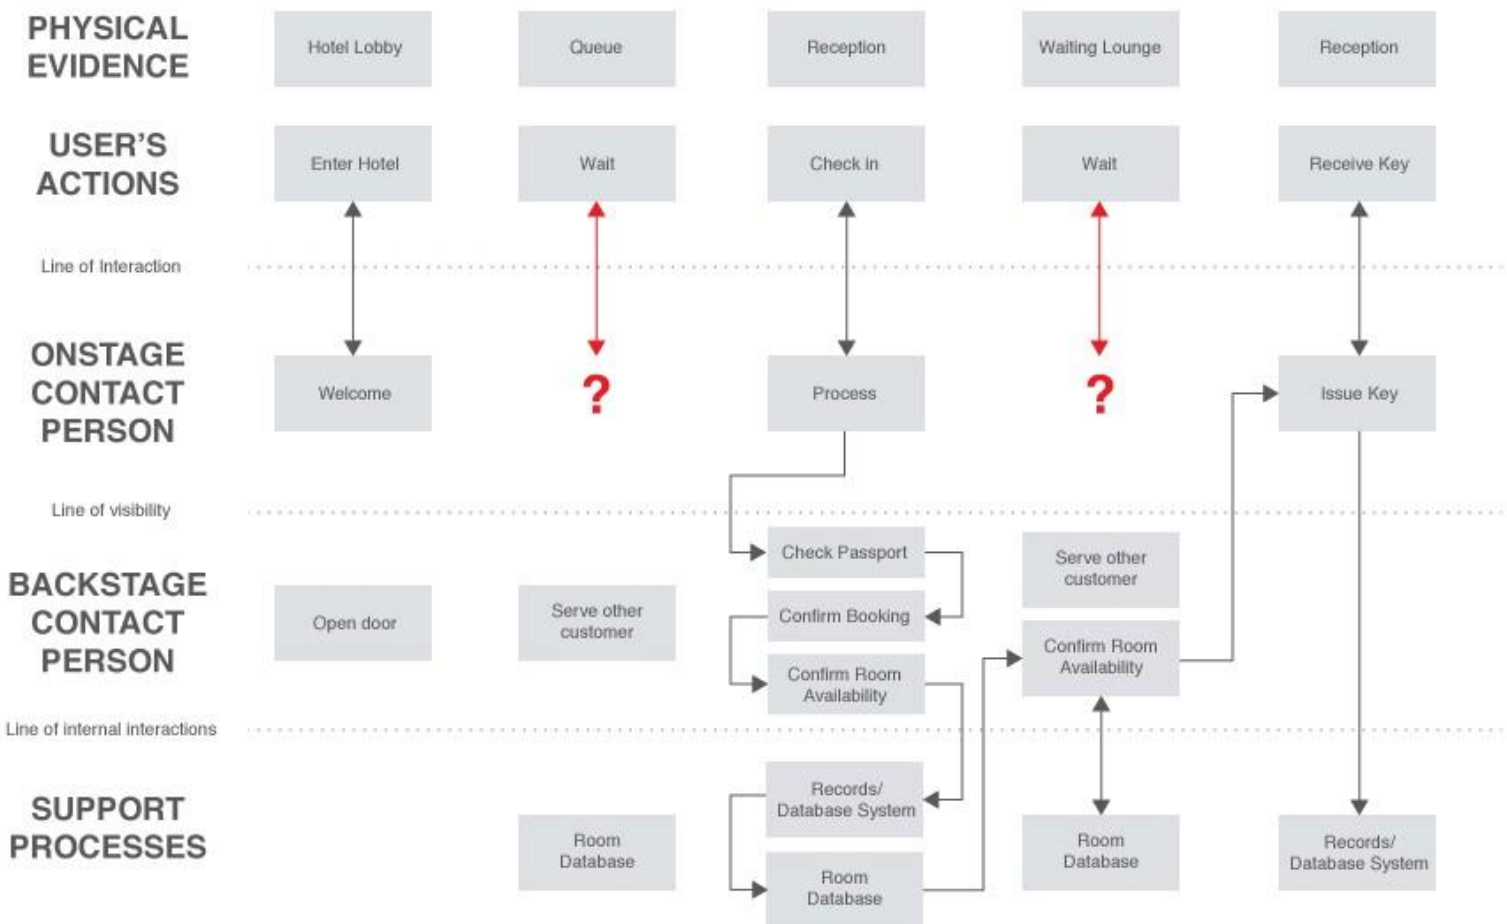 PHYSICAL
EVIDENCE
Hotel Lobby
Queue
Reception
Waiting Lounge
Reception
USER'S
ACTIONS
Enter Hotel
Wait
Check in
Wait
Receive Key
Line of Interaction
ONSTAGE
CONTACT
PERSON
Welcome
?
Process
?
Issue Key
Line of visibility
BACKSTAGE
CONTACT
PERSON
Open door
Serve other
customer
Check Passport
Confirm Booking
Confirm Room
Availability
Serve other
customer
Confirm Room
Availability
Line of internal interactions
SUPPORT
PROCESSES
Room
Database
Records/
Database System
Room
Database
Room
Database
Records/
Database System